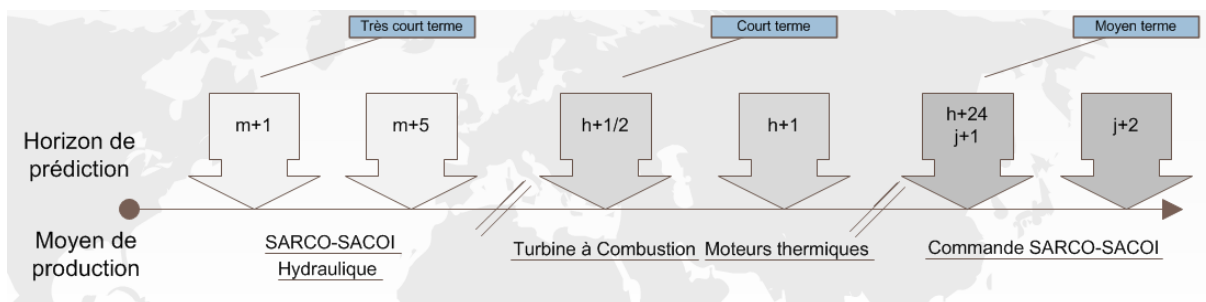 Très court terme
Court terme
Moyen terme
m+1
m+5
h+1/2
h+1
h+24
j+1
j+2
Horizon de
prédiction
Moyen de
production
SARCO-SACOI
Hydraulique
Turbine à Combustion
Moteurs thermiques
Commande SARCO-SACOI